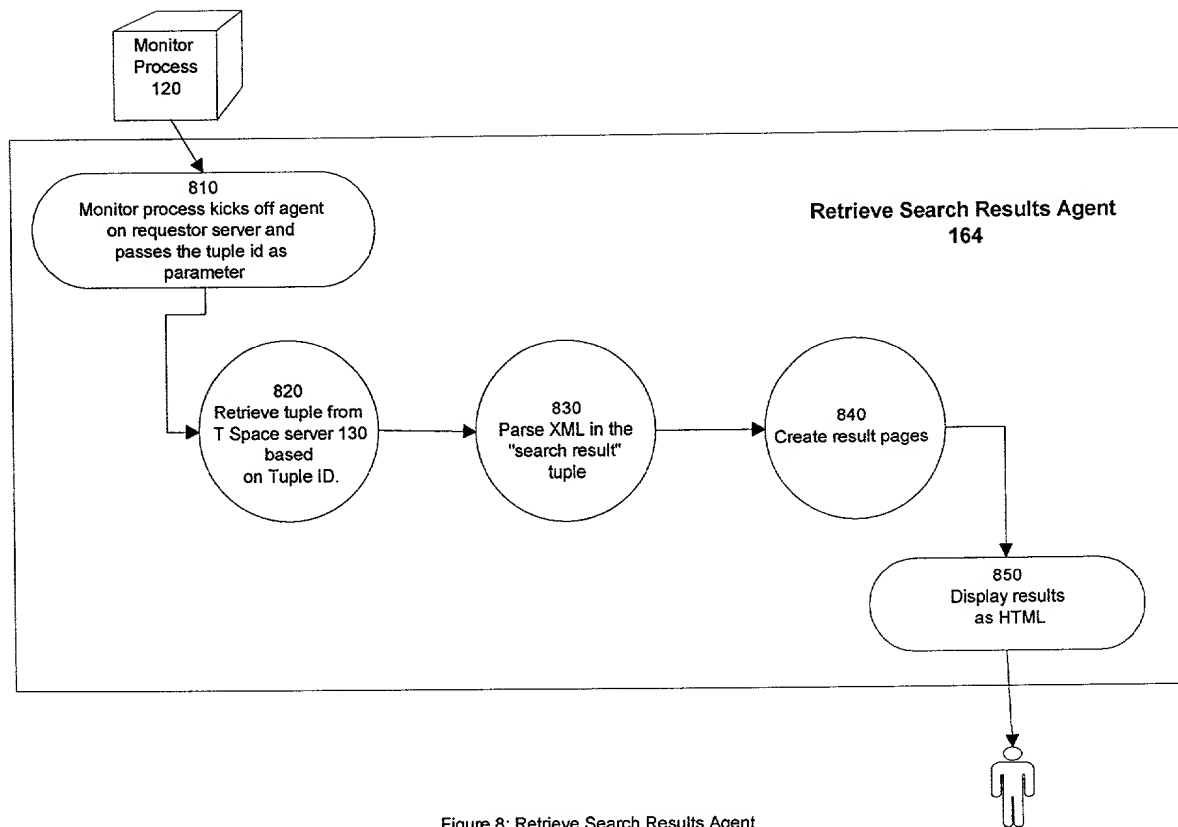 Monitor
Process
120
810
Monitor process kicks off agent
on requestor server and
passes the tuple id as
parameter
Retrieve Search Results Agent
164
820
Retrieve tuple from
T Space server 130
based
on Tuple ID.
830
Parse XML in the
"search result"
tuple
840
Create result pages
850
Display results
as HTML
Figure 8: Retrieve Search Results Agent